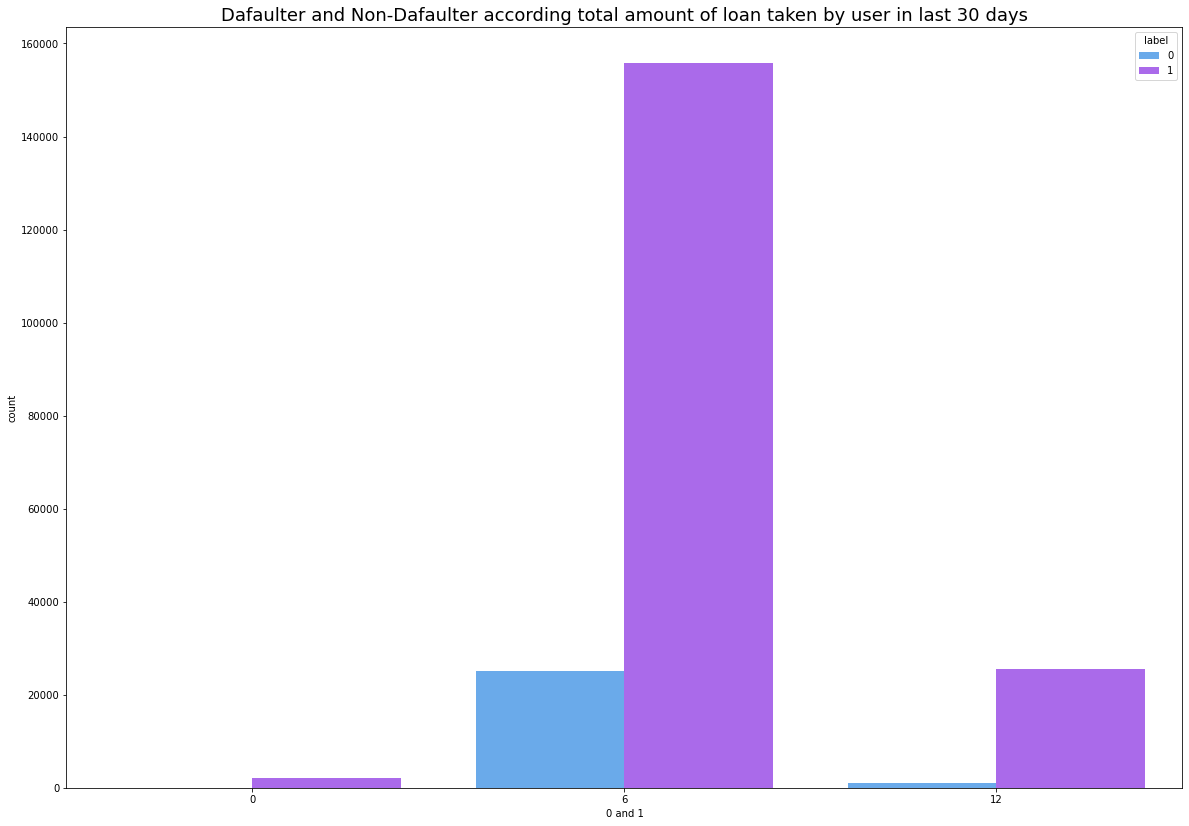 Dafaulter and Non-Dafaulter according total amount of loan taken by user in last 30 days
label
0
1
160000
140000
120000
100000
80000
60000
40000
20000
0
count
0 6 12
0 and 1